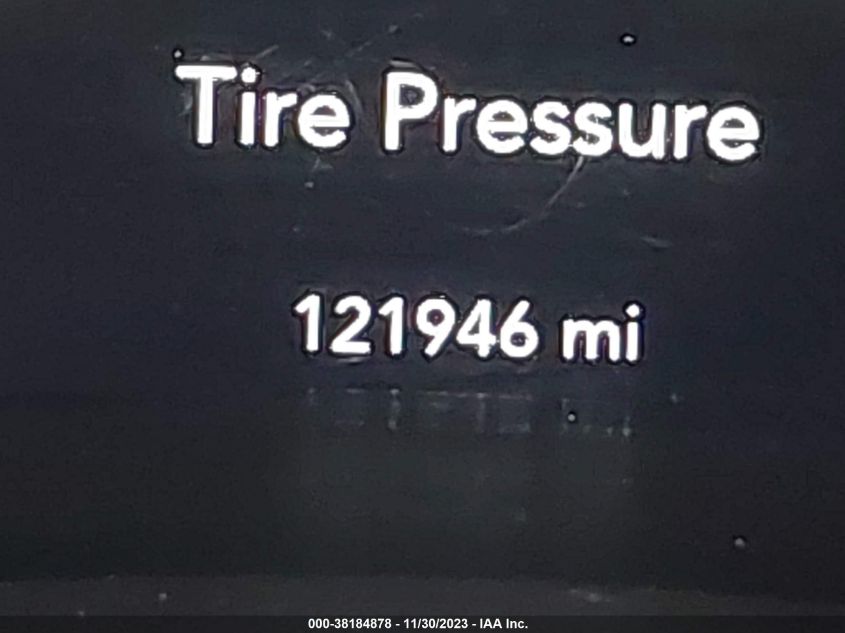 Tire Pressure
121946 mi
000-38184878 - 11/30/2023 - IAA Inc.